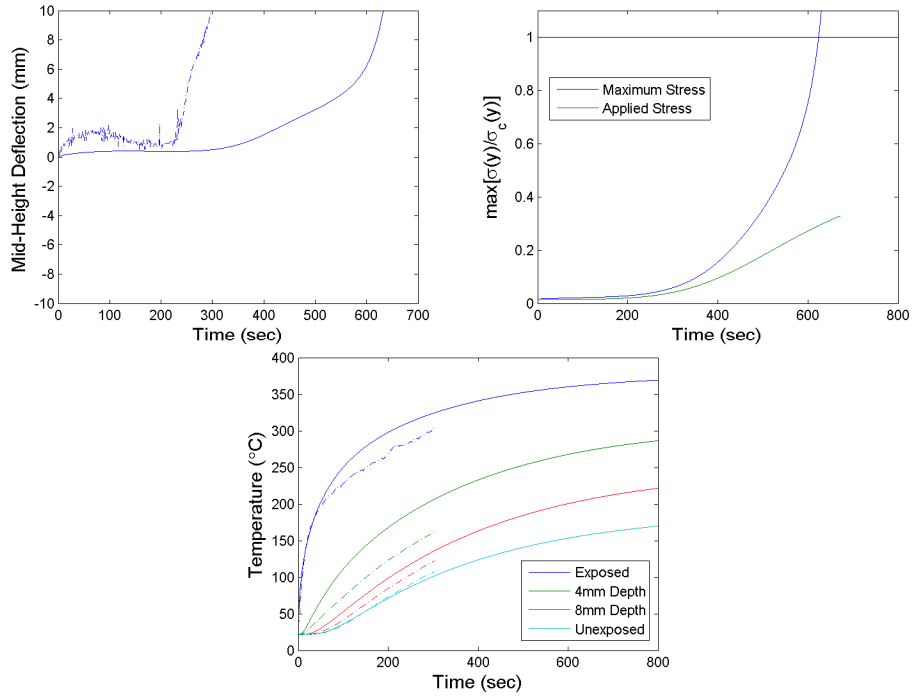 Mid-Height Deflection (mm)
10
8
6
4
2
0
-2
-4
-6
-8
-10
0 100 200 300 400 500 600 700
Time (sec)
max[σ(y)/σc(y)]
1
0.8
0.6
0.4
0.2
0
Maximum Stress
Applied Stress
0 200 400 600 800
Time (sec)
Temperature (°C)
400
350
300
250
200
150
100
50
0
Exposed
4mm Depth
8mm Depth
Unexposed
0 200 400 600 800
Time (sec)